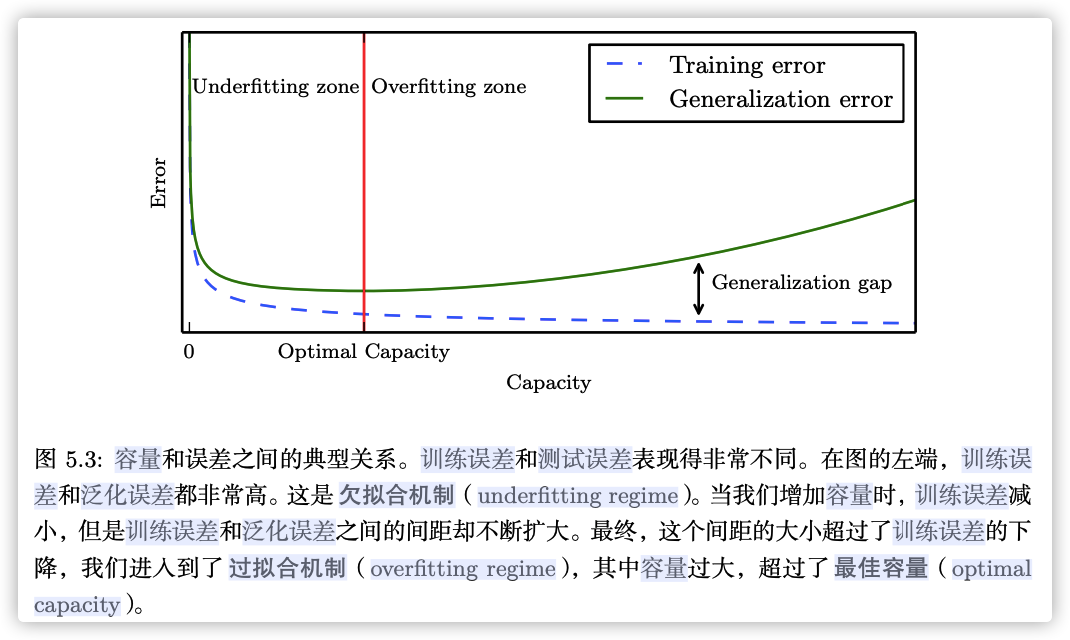 Underfitting zone Overfitting zone
Training error
Generalization error
Error
Generalization gap
0 Optimal Capacity
Capacity
图 5.3: 容量和误差之间的典型关系。训练误差和测试误差表现得非常不同。在图的左端，训练误
差和泛化误差都非常高。这是 欠拟合机制（underfitting regime）。当我们增加容量时，训练误差减
小，但是训练误差和泛化误差之间的间距却不断扩大。最终，这个间距的大小超过了训练误差的下
降，我们进入到了 过拟合机制（overfitting regime），其中容量过大，超过了 最佳容量（optimal
capacity）。